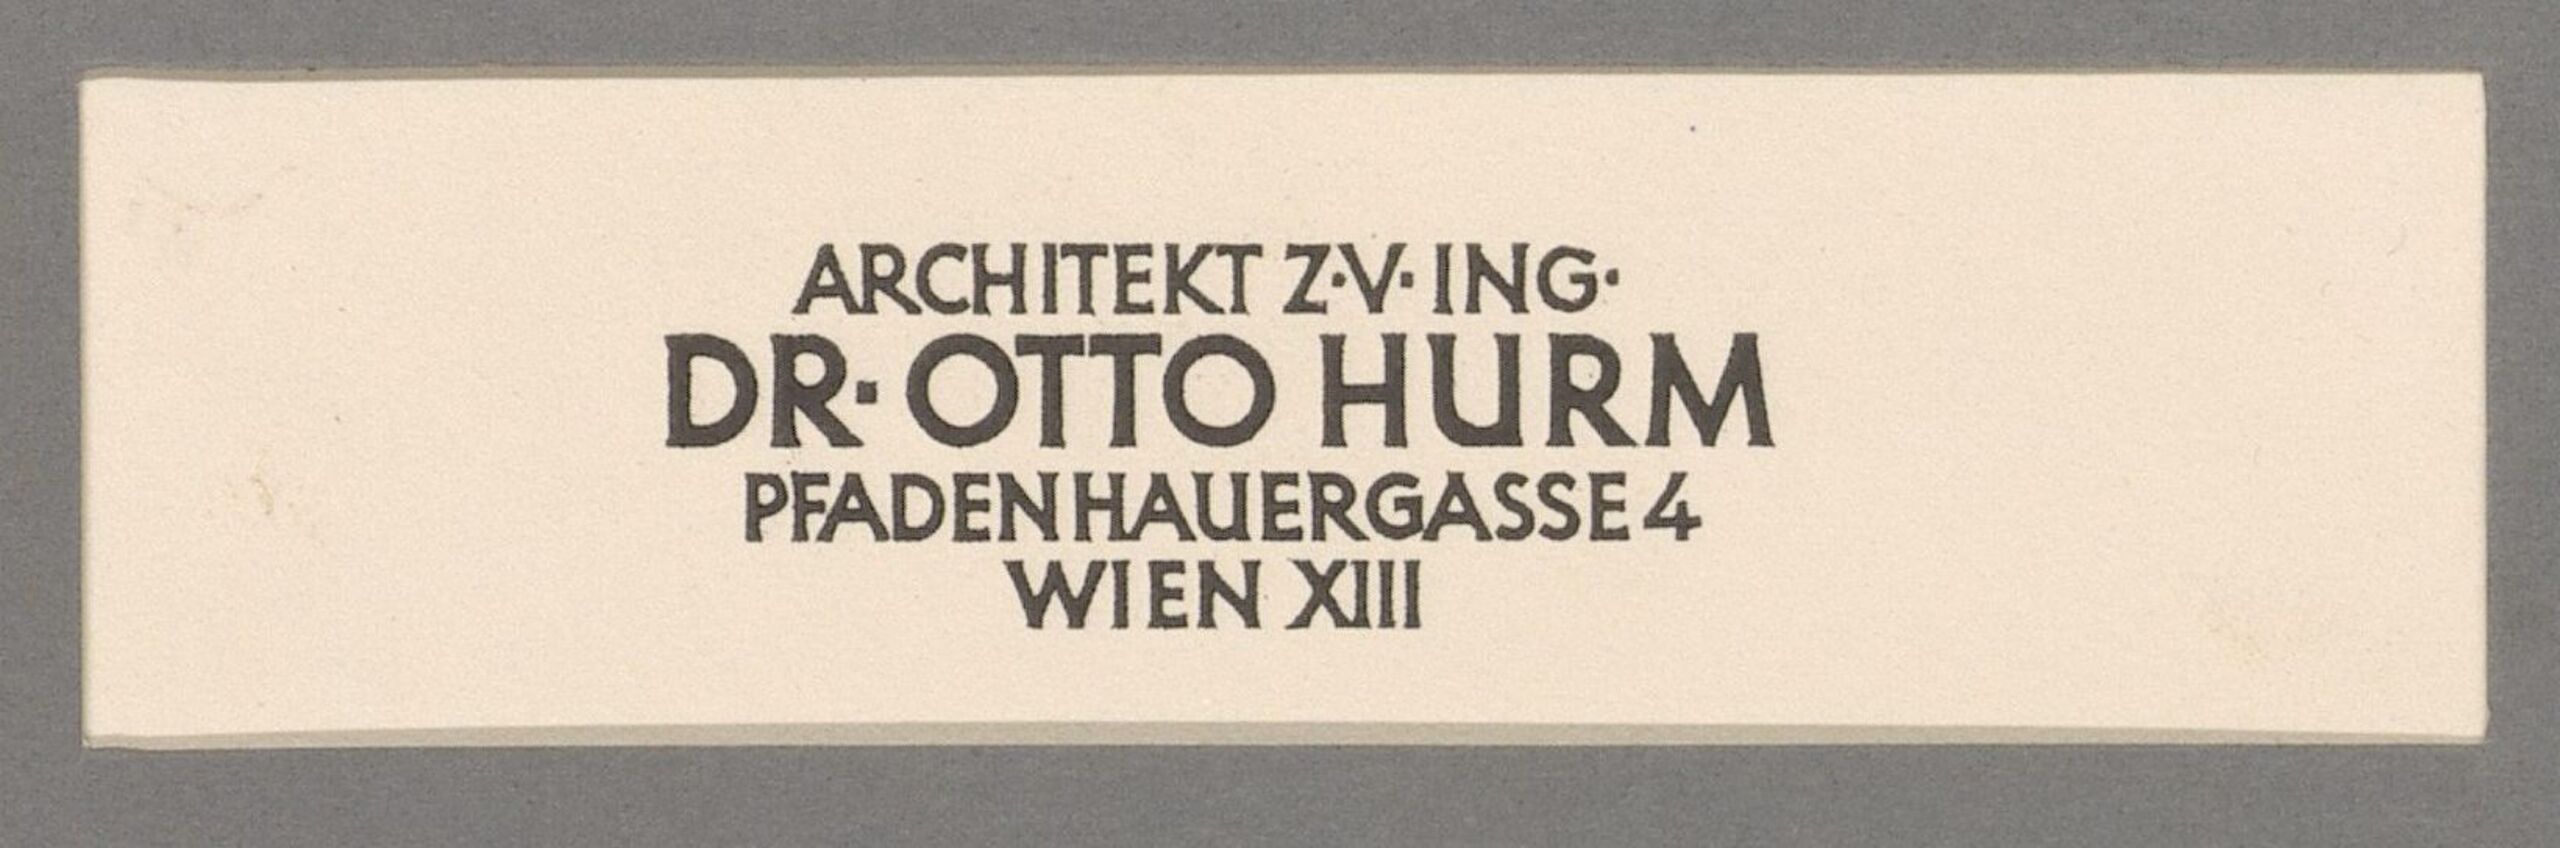 ARCHITEKT Z·V·ING·
DR·OTTO HURM
PFADENHAUERGASSE 4
WIEN XIII